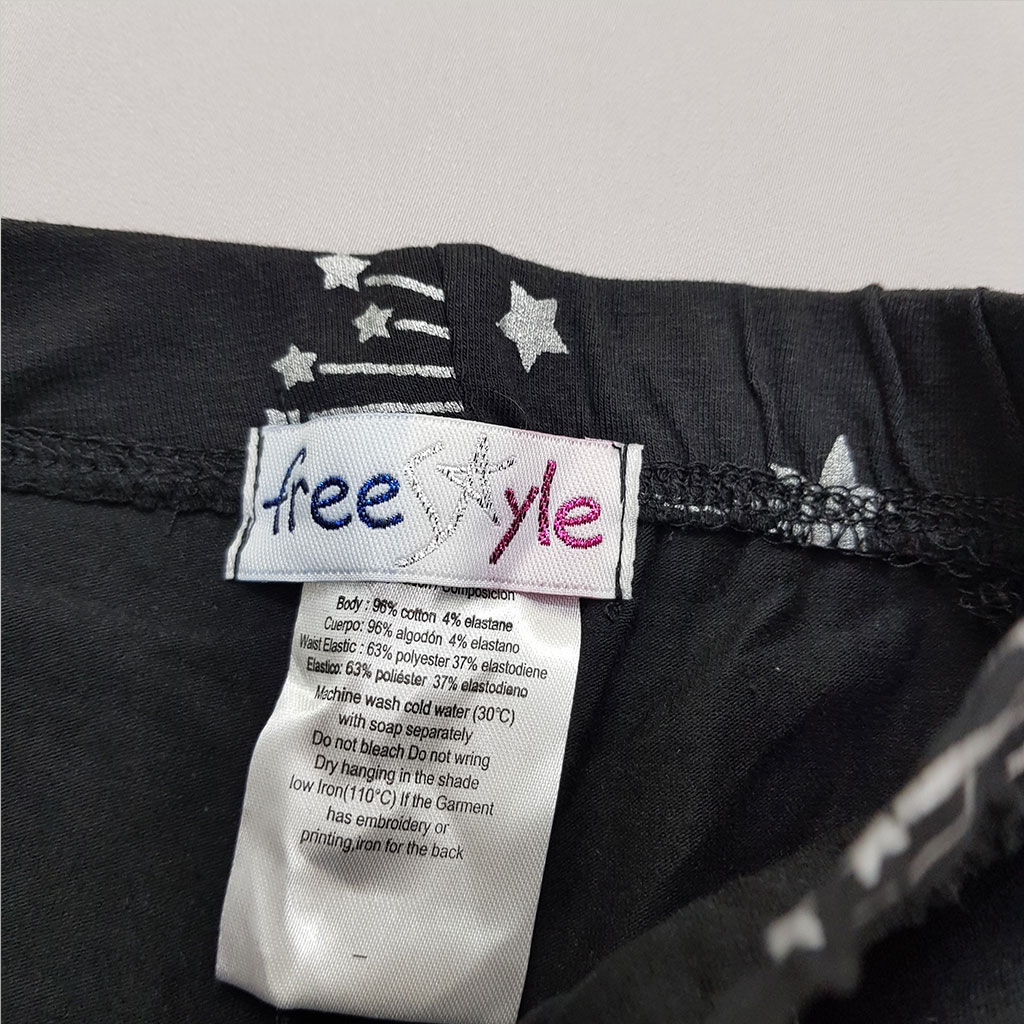 freeStyle
Composición
Body : 96% cotton 4% elastane
Cuerpo: 96% algodón 4% elastano
Waist Elastic : 63% polyester 37% elastodiene
Elastico: 63% poliéster 37% elastodieno
Machine wash cold water (30°C)
with soap separately
Do not bleach Do not wring
Dry hanging in the shade
low Iron(110°C) If the Garment
has embroidery or
printing,iron for the back